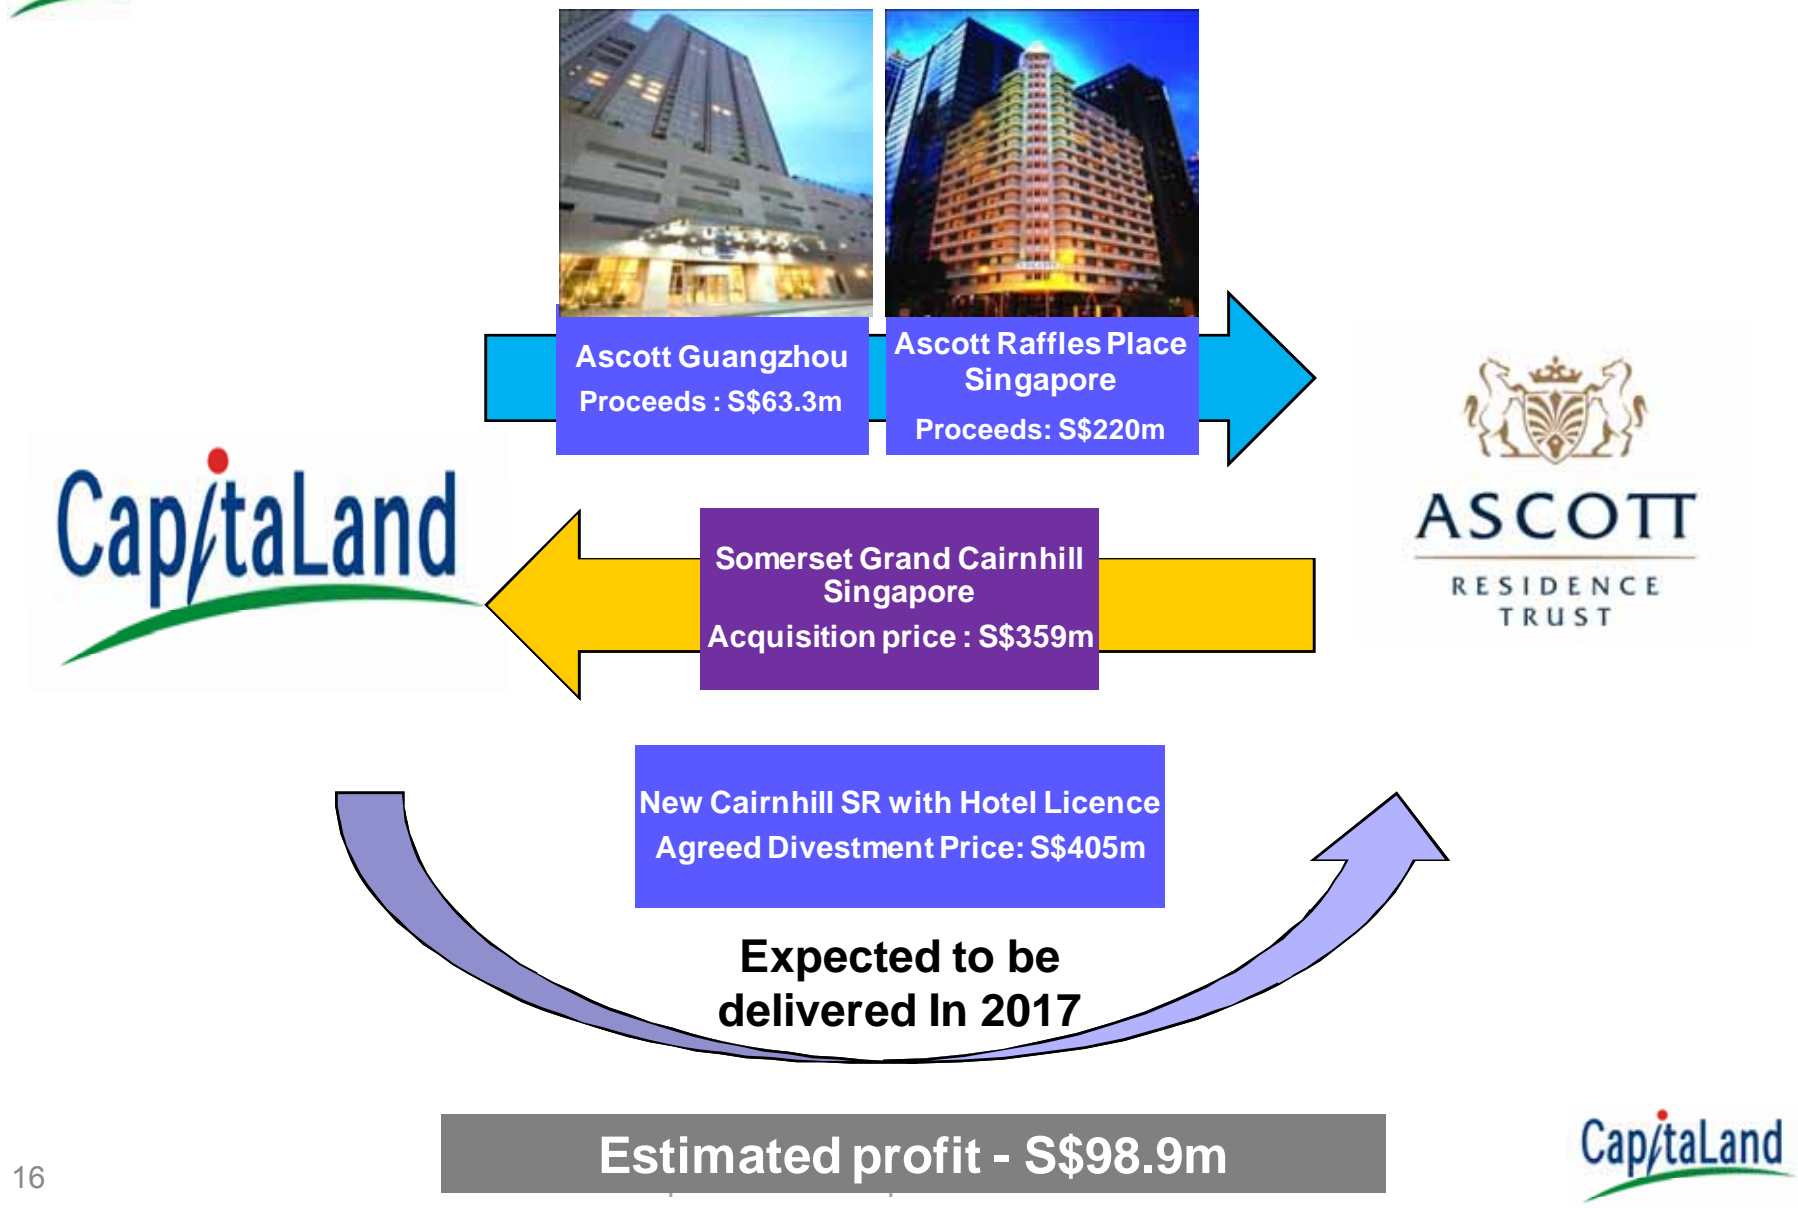 Ascott Guangzhou
Proceeds : S$63.3m
Ascott Raffles Place
Singapore
Proceeds: S$220m
CapitaLand
Somerset Grand Cairnhill
Singapore
Acquisition price : S$359m
ASCOTT
RESIDENCE
TRUST
New Cairnhill SR with Hotel Licence
Agreed Divestment Price: S$405m
Expected to be
delivered In 2017
Estimated profit - S$98.9m
16
CapitaLand